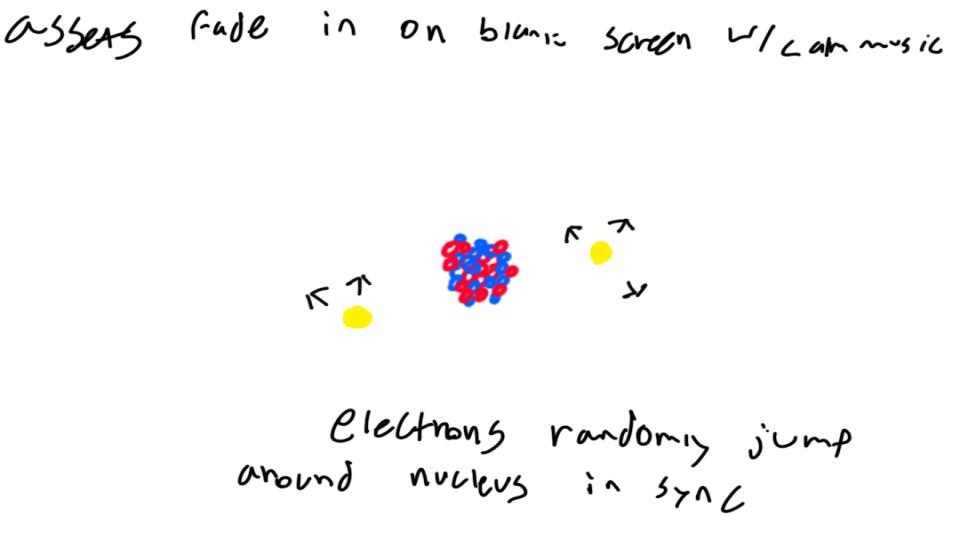 assets fade in on blank screen w/calm music
electrons randomly jump
around nucleus in sync